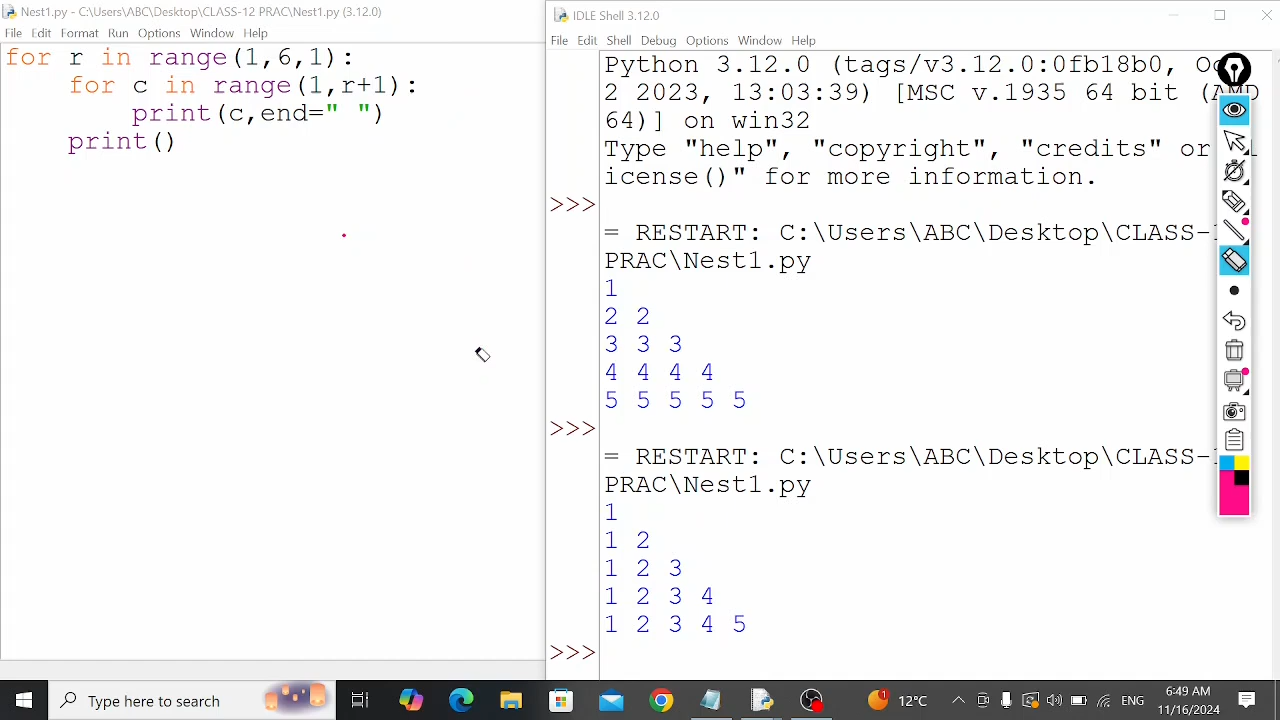 Nest1.py - C:\Users\ABC\Desktop\CLASS-12 PRAC\Nest1.py (3.12.0)
File Edit Format Run Options Window Help
for r in range(1,6,1):
    for c in range(1,r+1):
        print(c,end=" ")
    print()
IDLE Shell 3.12.0
File Edit Shell Debug Options Window Help
Python 3.12.0 (tags/v3.12.0:0fb18b0, Oc
2 2023, 13:03:39) [MSC v.1935 64 bit (AMD
64)] on win32
Type "help", "copyright", "credits" or
icense()" for more information.
>>>
= RESTART: C:\Users\ABC\Desktop\CLASS-1
PRAC\Nest1.py
1
2 2
3 3 3
4 4 4 4
5 5 5 5 5
>>>
= RESTART: C:\Users\ABC\Desktop\CLASS-1
PRAC\Nest1.py
1
1 2
1 2 3
1 2 3 4
1 2 3 4 5
>>>
Type here to search
1
12°C
ENG
6:49 AM
11/16/2024